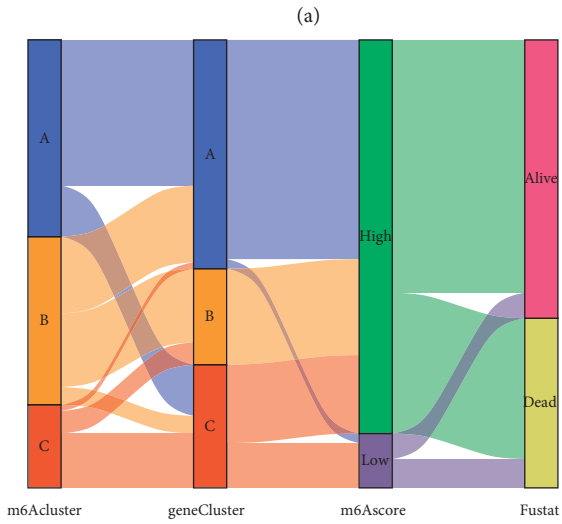 (a)
A
B
C
A
B
C
High
Low
Alive
Dead
m6Acluster
geneCluster
m6Ascore
Fustat